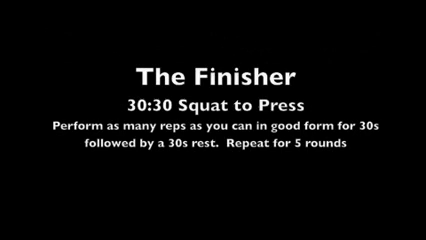 The Finisher
30:30 Squat to Press
Perform as many reps as you can in good form for 30s
followed by a 30s rest.  Repeat for 5 rounds